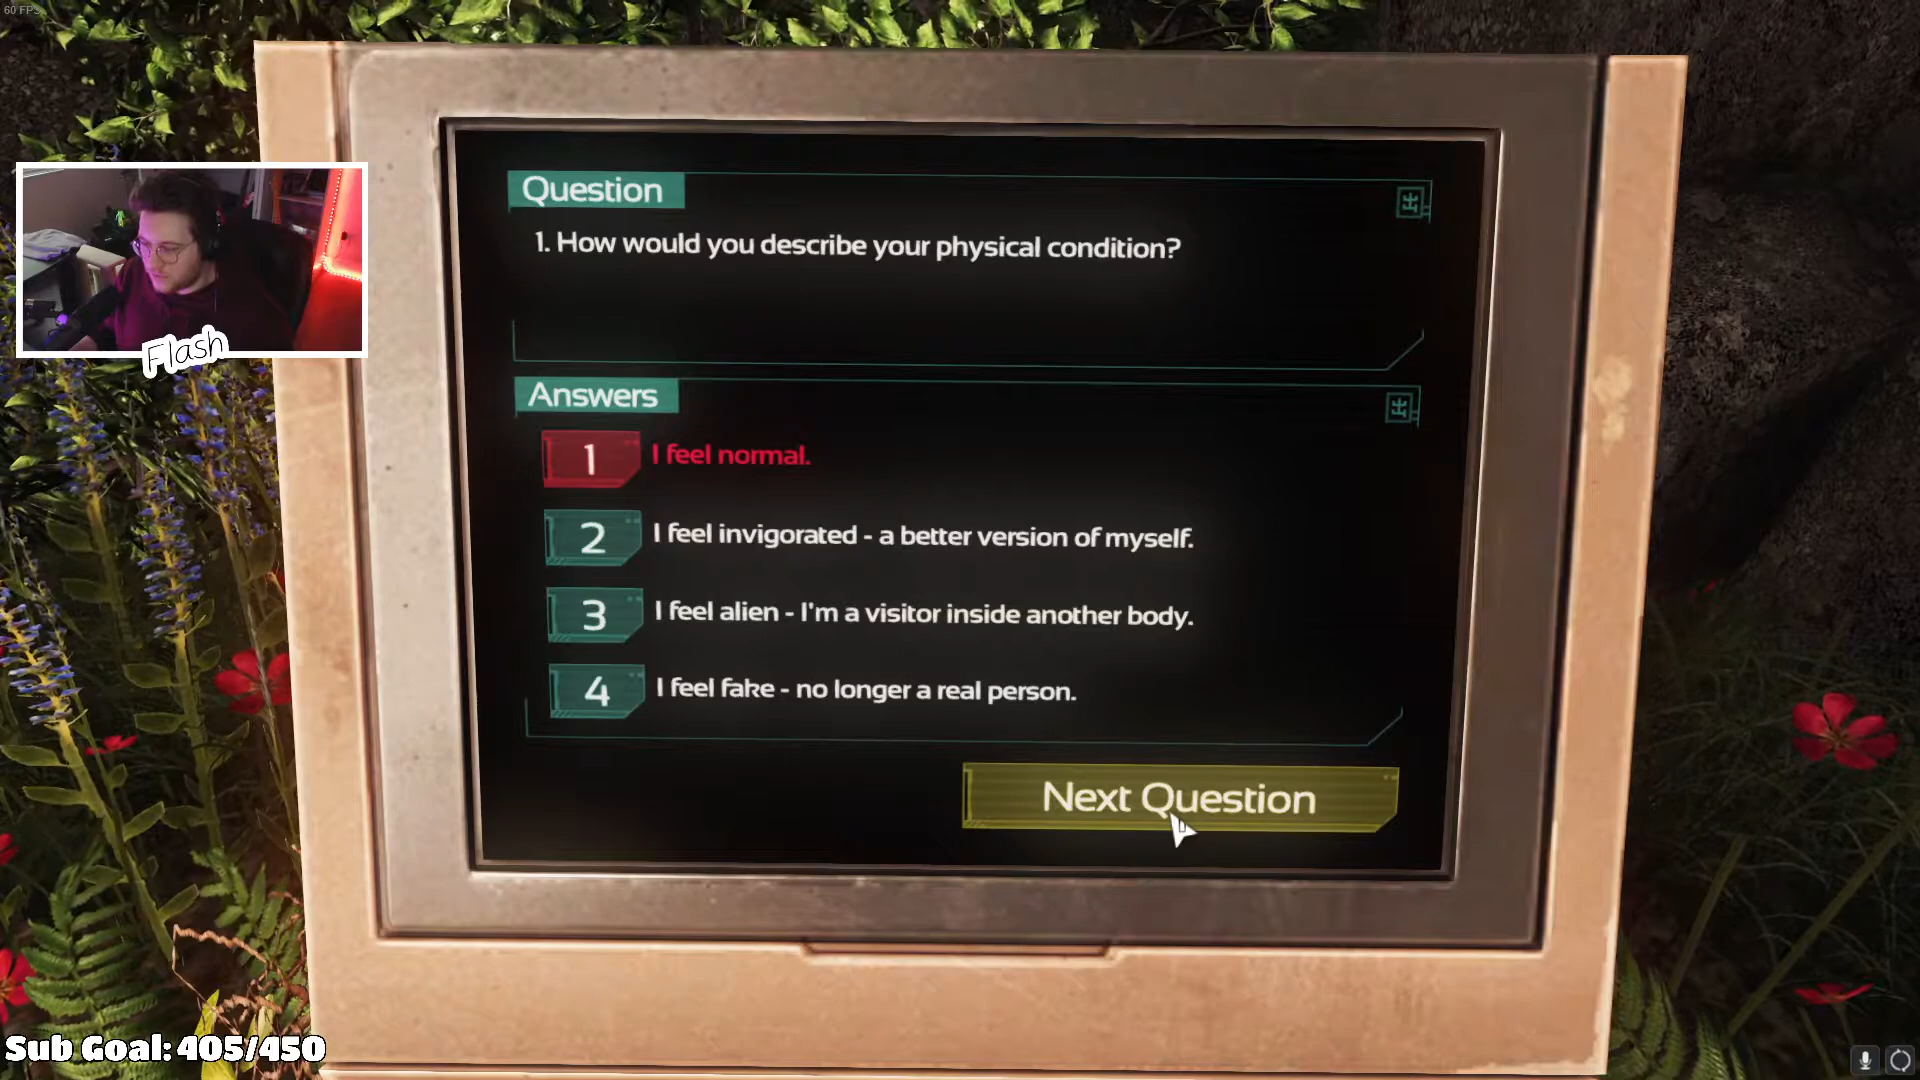 60 FPS
Question
1. How would you describe your physical condition?
Flash
Answers
1 I feel normal.
2 I feel invigorated - a better version of myself.
3 I feel alien - I'm a visitor inside another body.
4 I feel fake - no longer a real person.
Next Question
Sub Goal: 405/450